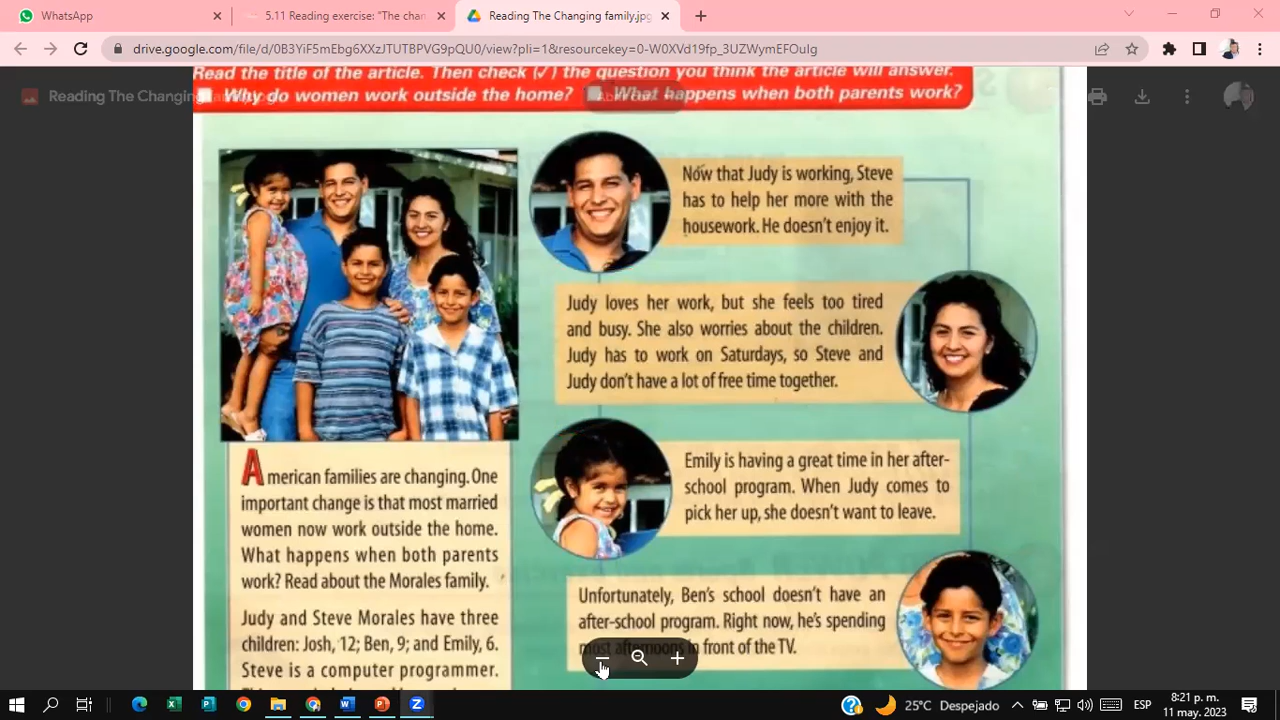 WhatsApp
5.11 Reading exercise: "The chan
Reading The Changing family.jpg
drive.google.com/file/d/0B3YiF5mEbg6XXzJTUTBPVG9pQU0/view?pli=1&resourcekey=0-W0XVd19fp_3UZWymEFOulg
Read the title of the article. Then check (✓) the question you think the article will answer.
Reading The Changing
Why do women work outside the home?
What happens when both parents work?
Now that Judy is working, Steve
has to help her more with the
housework. He doesn't enjoy it.
Judy loves her work, but she feels too tired
and busy. She also worries about the children.
Judy has to work on Saturdays, so Steve and
Judy don't have a lot of free time together.
Emily is having a great time in her after-
school program. When Judy comes to
pick her up, she doesn't want to leave.
Unfortunately, Ben's school doesn't have an
after-school program. Right now, he's spending
most afternoons in front of the TV.
American families are changing. One
important change is that most married
women now work outside the home.
What happens when both parents
work? Read about the Morales family.
Judy and Steve Morales have three
children: Josh, 12; Ben, 9; and Emily, 6.
Steve is a computer programmer.
25°C Despejado
ESP
8:21 p. m.
11 may. 2023